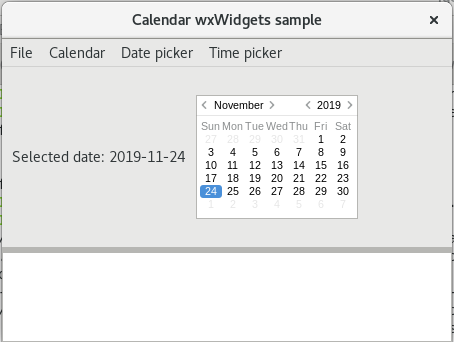 Calendar wxWidgets sample
File Calendar Date picker Time picker
November 2019
Sun Mon Tue Wed Thu Fri Sat
27 28 29 30 31 1 2
3 4 5 6 7 8 9
10 11 12 13 14 15 16
Selected date: 2019-11-24
17 18 19 20 21 22 23
24 25 26 27 28 29 30
1 2 3 4 5 6 7